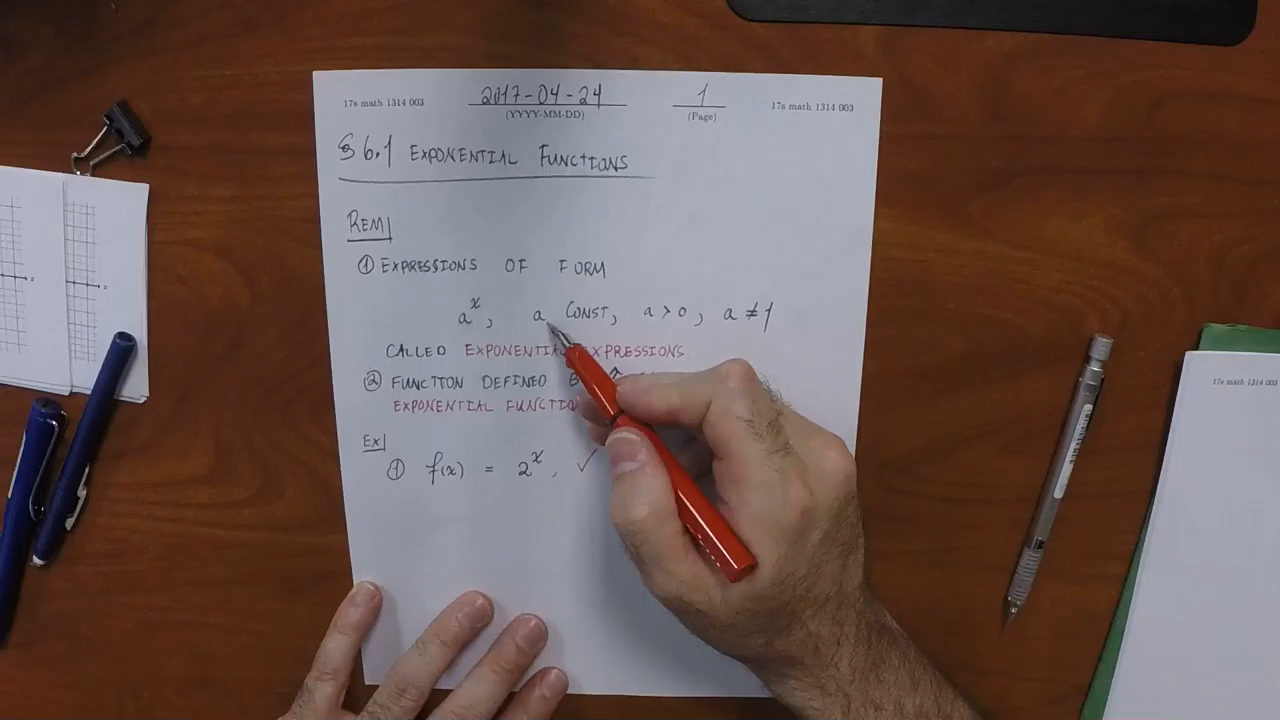 17s math 1314 003 2017-04-24 1 17s math 1314 003
(YYYY-MM-DD) (Page)
§6.1 EXPONENTIAL FUNCTIONS
REM
① EXPRESSIONS OF FORM
a^x, a CONST, a > 0, a ≠ 1
CALLED EXPONENTIAL EXPRESSIONS
② FUNCTION DEFINED
EXPONENTIAL
EX
① f(x) = 2^x, ✓
17s math 1314 003